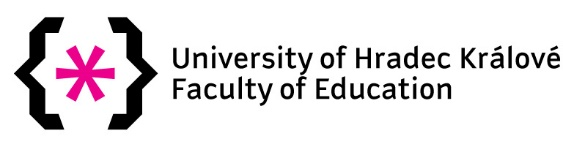 University of Hradec Králové
Faculty of Education